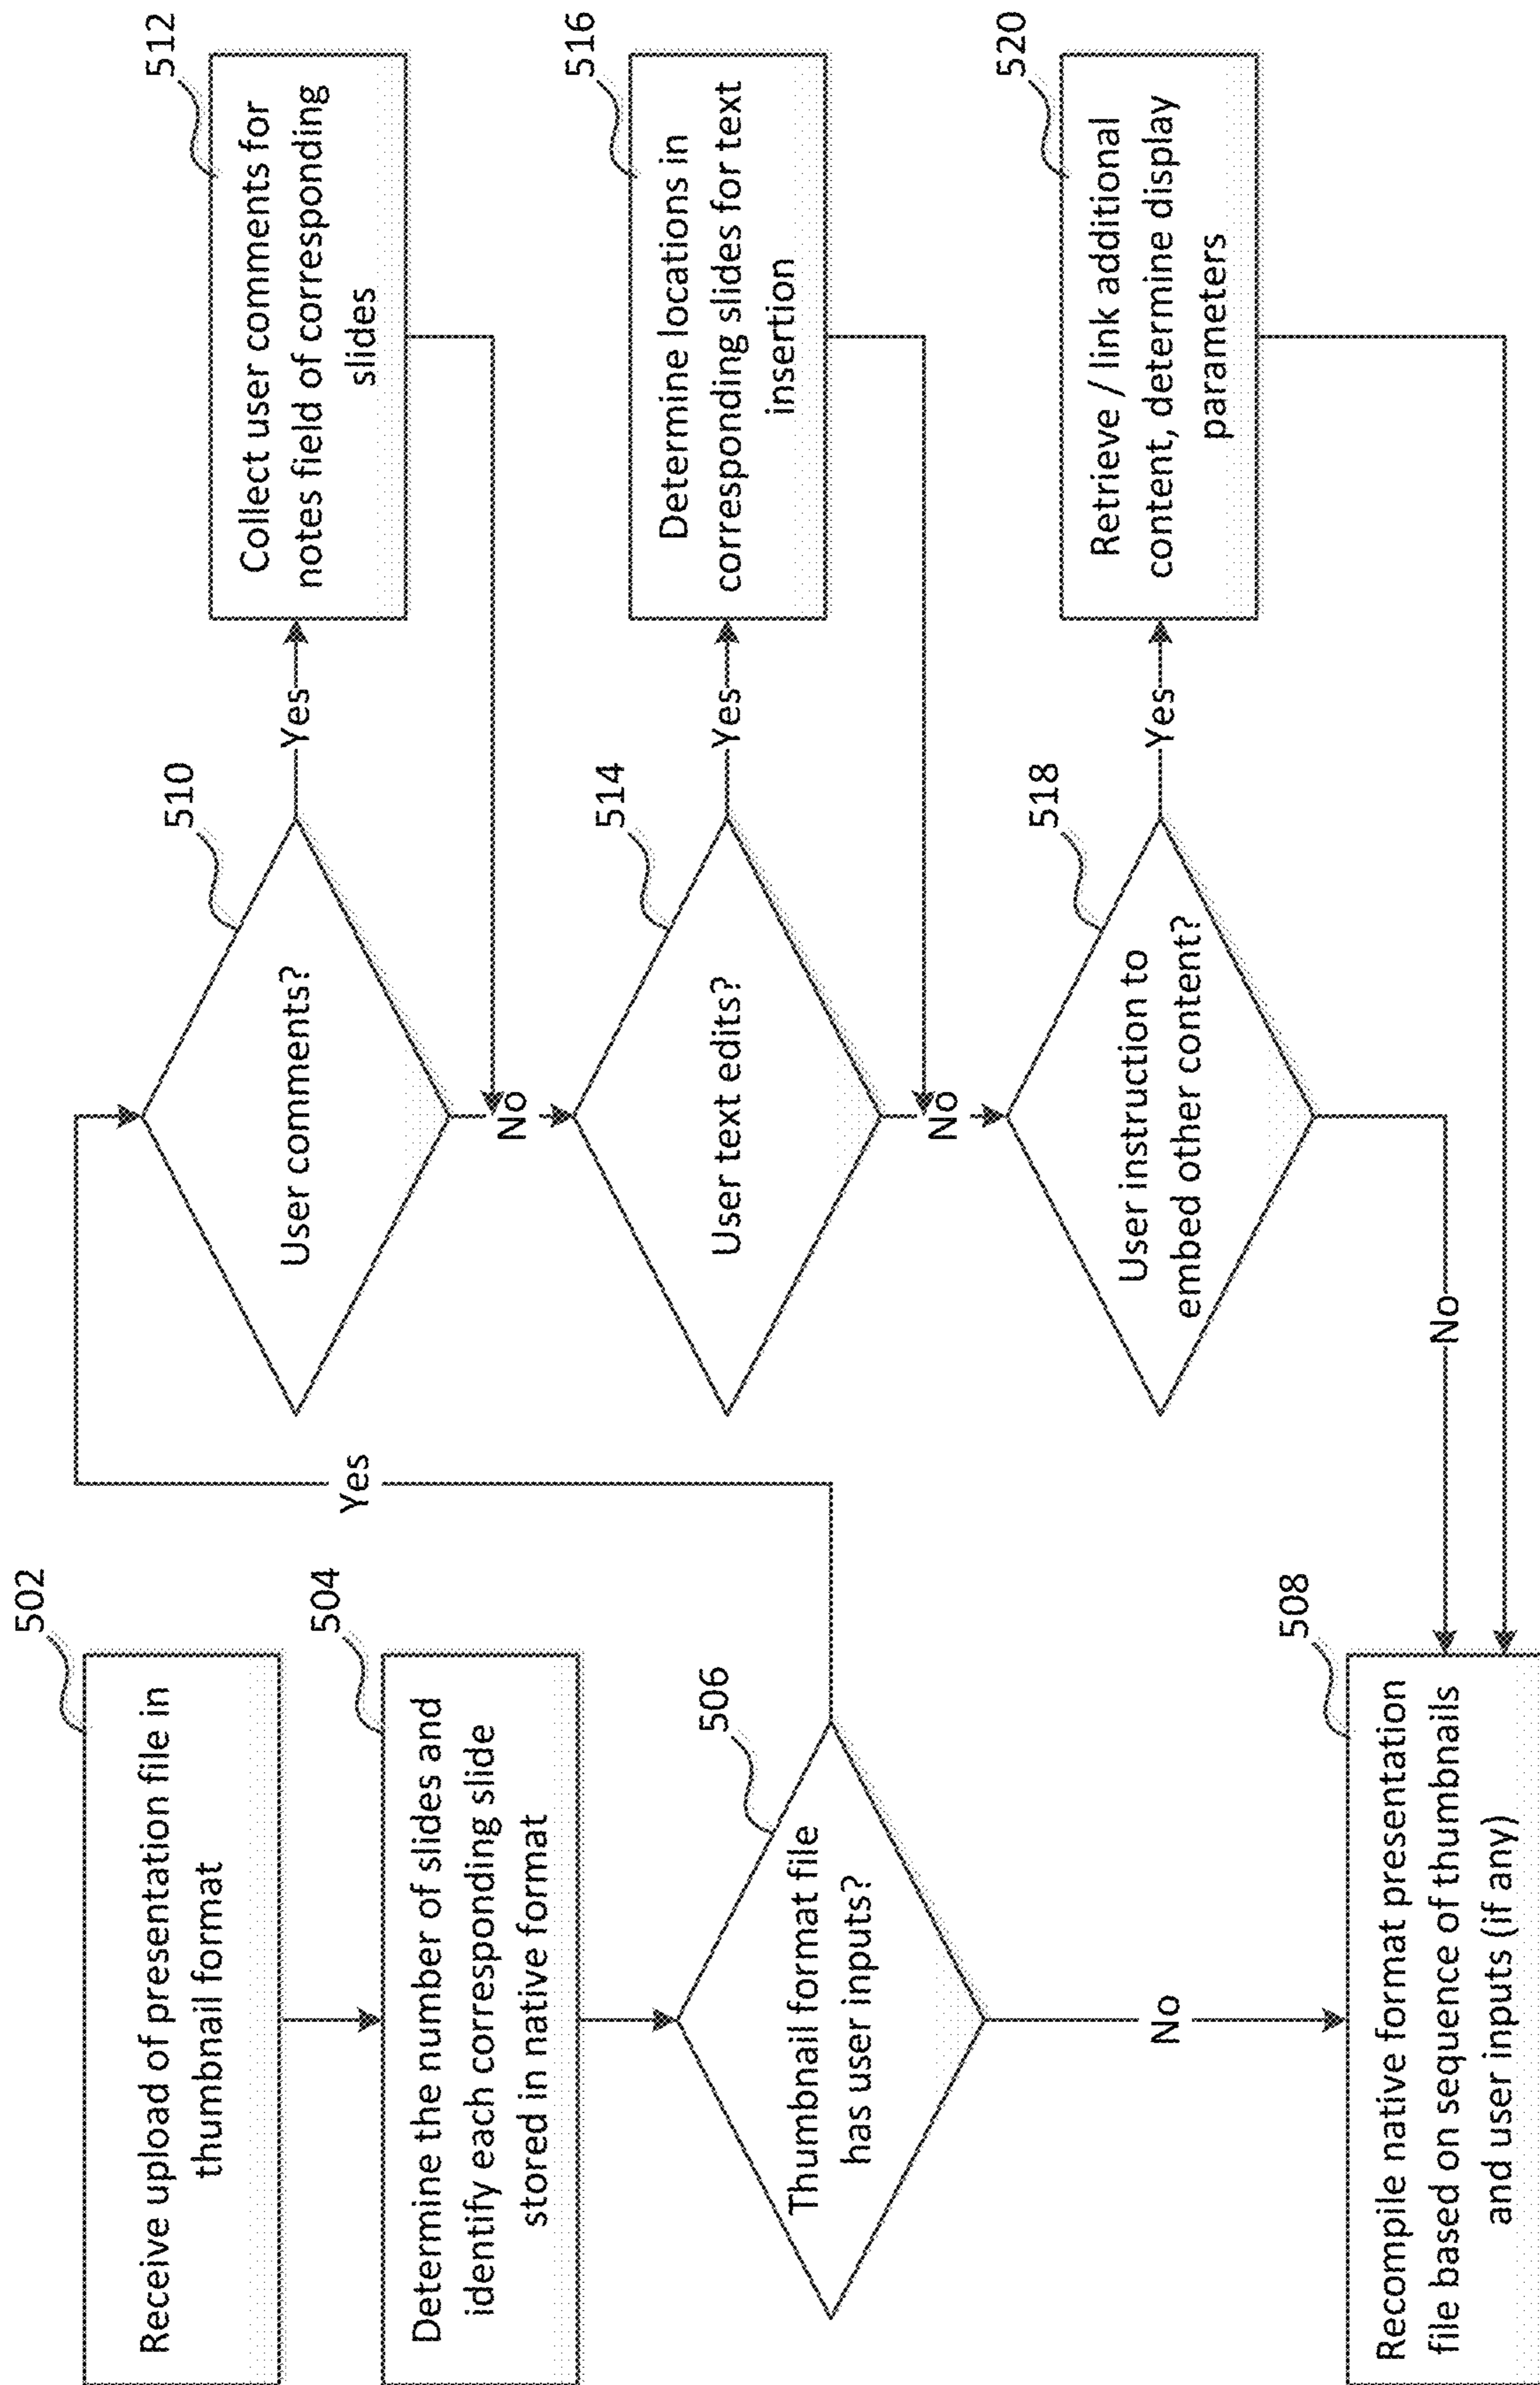 502
Receive upload of presentation file in
thumbnail format
504
Determine the number of slides and
identify each corresponding slide
stored in native format
506
Thumbnail format file
has user inputs?
Yes
No
508
Recompile native format presentation
file based on sequence of thumbnails
and user inputs (if any)
510
User comments?
Yes
No
512
Collect user comments for
notes field of corresponding
slides
514
User text edits?
Yes
No
516
Determine locations in
corresponding slides for text
insertion
518
User instruction to
embed other content?
Yes
No
520
Retrieve / link additional
content, determine display
parameters